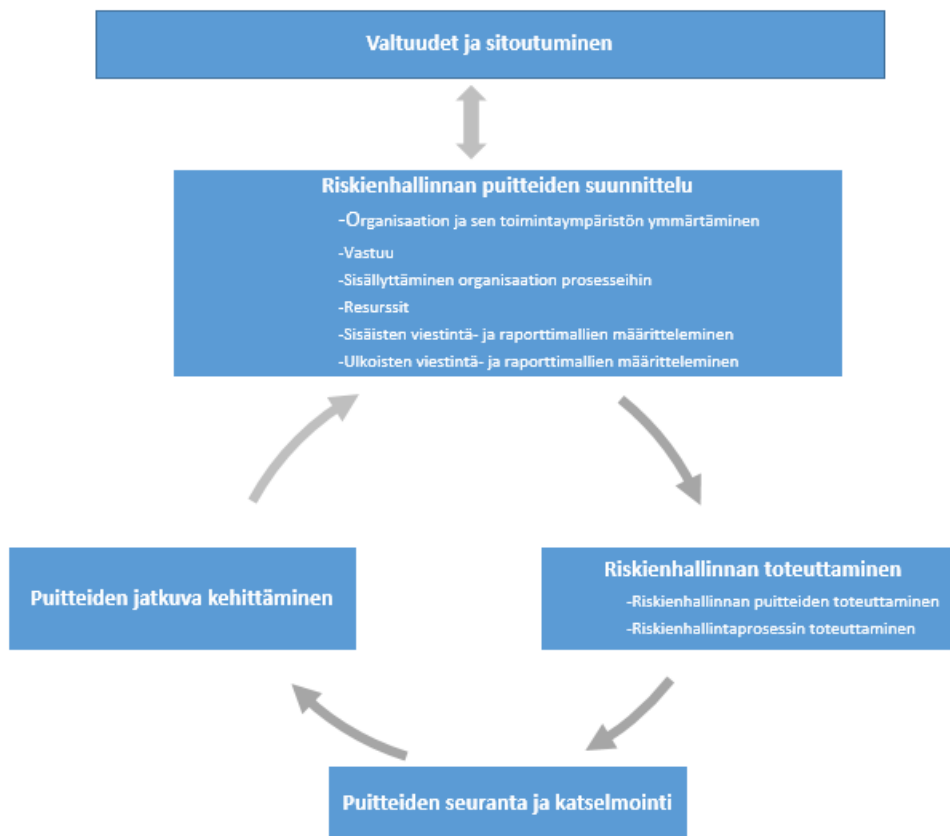 Valtuudet ja sitoutuminen
Riskienhallinnan puitteiden suunnittelu
-Organisaation ja sen toimintaympäristön ymmärtäminen
-Vastuu
-Sisällyttäminen organisaation prosesseihin
-Resurssit
-Sisäisten viestintä- ja raporttimallien määritteleminen
-Ulkoisten viestintä- ja raporttimallien määritteleminen
Puitteiden jatkuva kehittäminen
Riskienhallinnan toteuttaminen
-Riskienhallinnan puitteiden toteuttaminen
-Riskienhallintaprosessin toteuttaminen
Puitteiden seuranta ja katselmointi